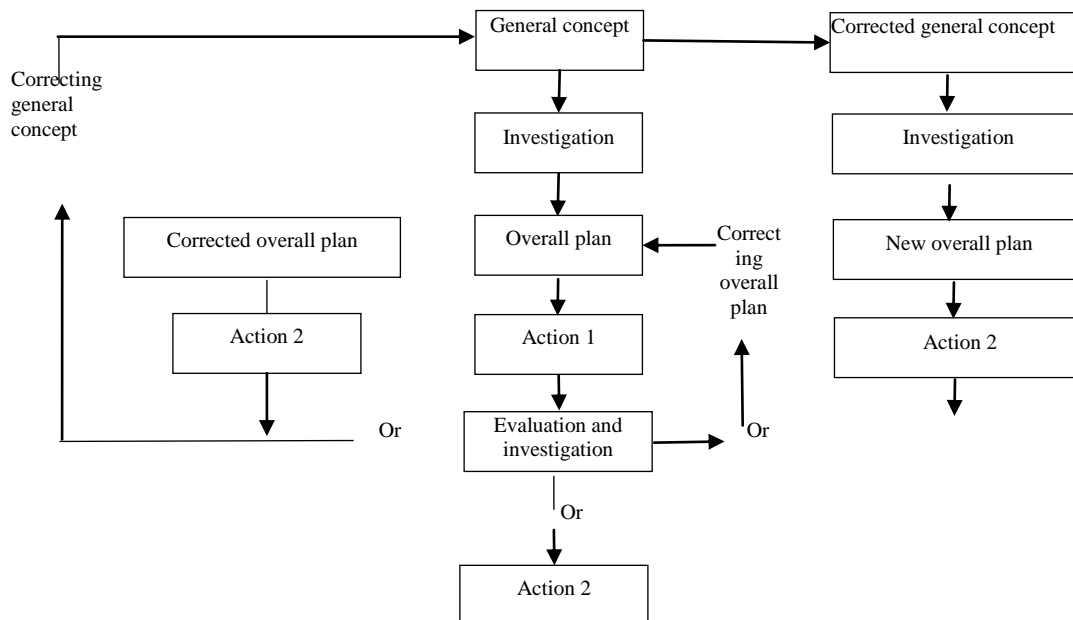 General concept
Corrected general concept
Correcting
general
concept
Investigation
Investigation
Corrected overall plan
Overall plan
Correct
ing
overall
plan
New overall plan
Action 2
Action 1
Action 2
Or
Evaluation and
investigation
Or
Or
Action 2